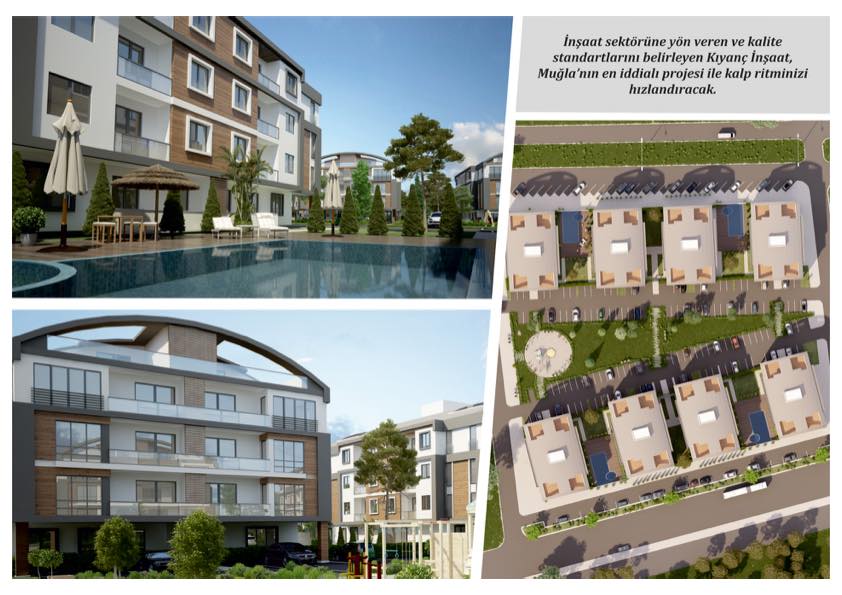 İnşaat sektörüne yön veren ve kalite
standartlarını belirleyen Kıyanç İnşaat,
Muğla’nın en iddialı projesi ile kalp ritminizi
hızlandıracak.